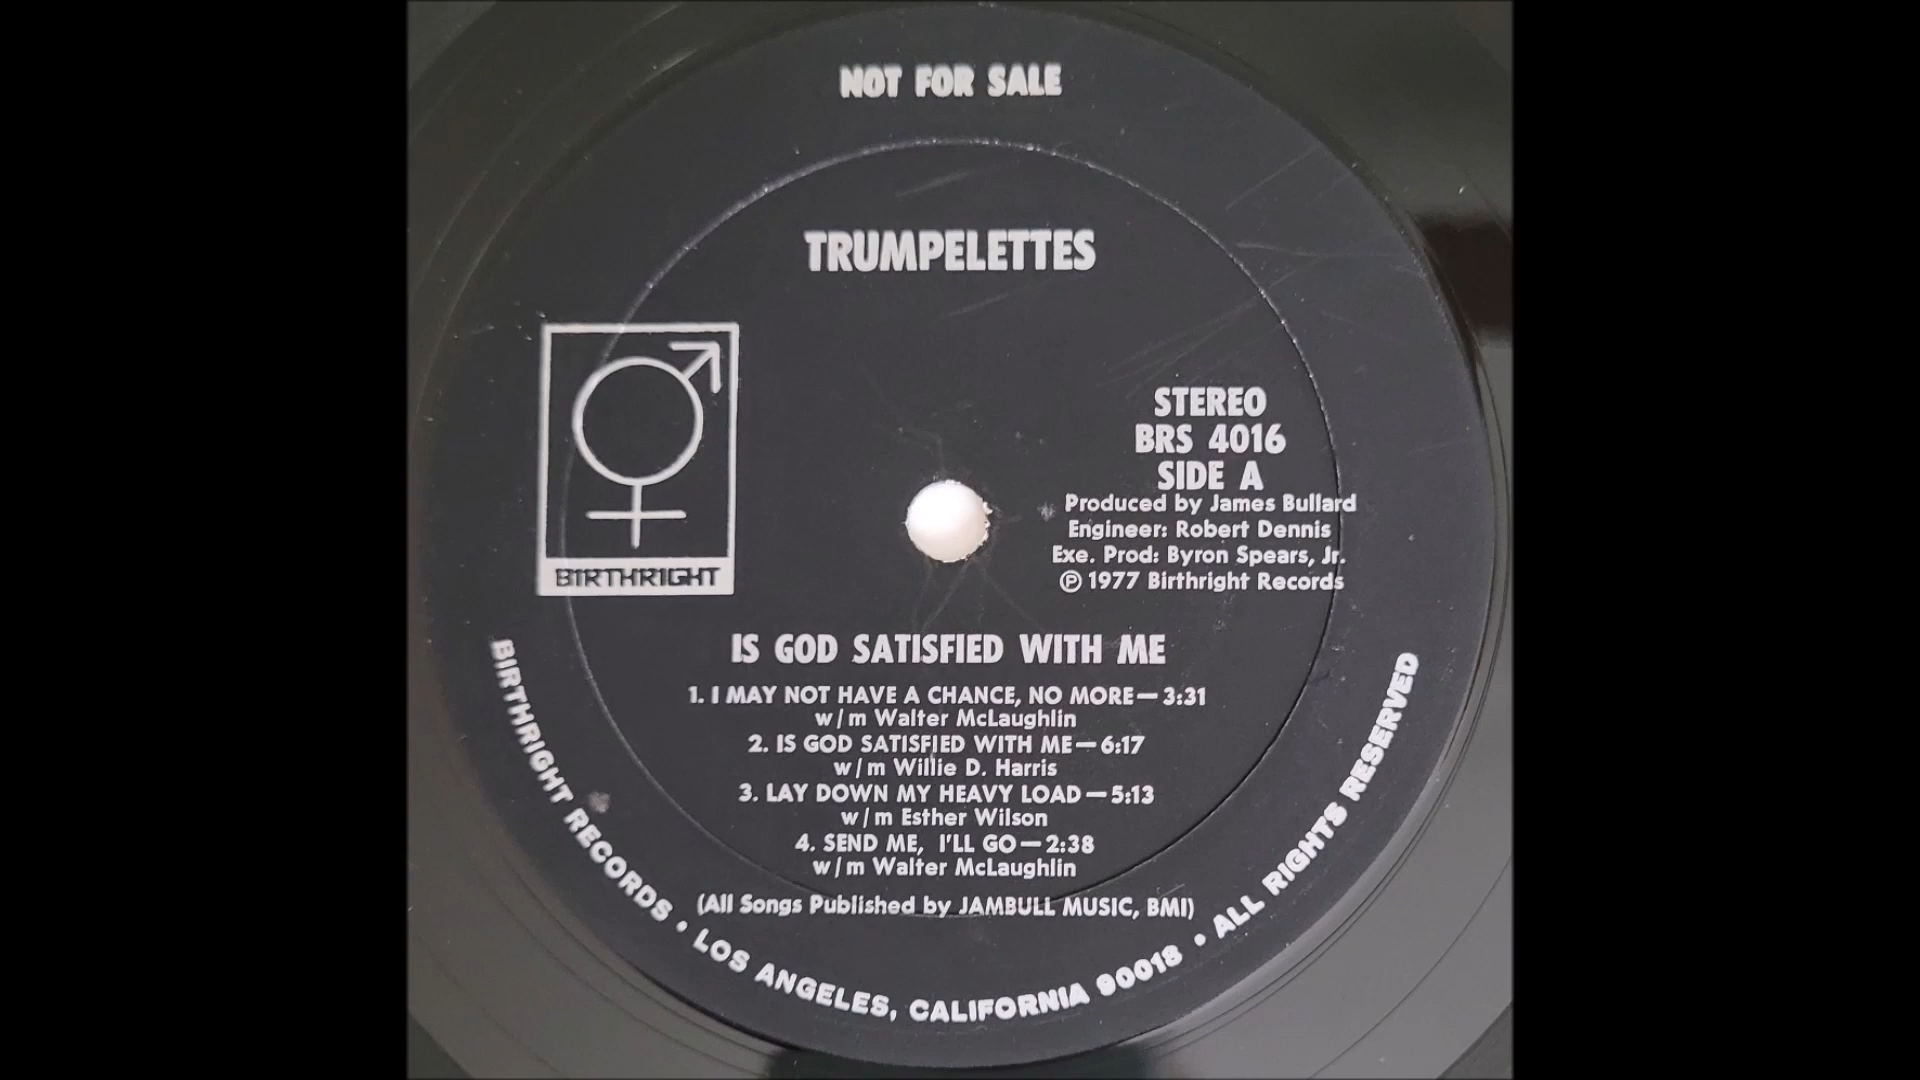 NOT FOR SALE
TRUMPELETTES
BIRTHRIGHT
STEREO
BRS 4016
SIDE A
Produced by James Bullard
Engineer: Robert Dennis
Exe. Prod: Byron Spears, Jr.
℗ 1977 Birthright Records
IS GOD SATISFIED WITH ME
1. I MAY NOT HAVE A CHANCE, NO MORE—3:31
w/m Walter McLaughlin
2. IS GOD SATISFIED WITH ME—6:17
w/m Willie D. Harris
3. LAY DOWN MY HEAVY LOAD—5:13
w/m Esther Wilson
4. SEND ME, I'LL GO—2:38
w/m Walter McLaughlin
(All Songs Published by JAMBULL MUSIC, BMI)
BIRTHRIGHT RECORDS • LOS ANGELES, CALIFORNIA 90018 • ALL RIGHTS RESERVED